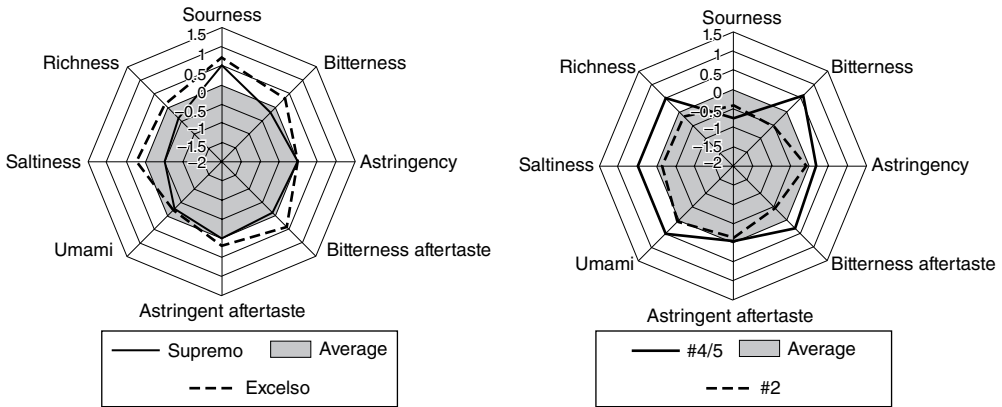 Sourness
1.5
1
0.5
0
−0.5
−1
−1.5
−2
Richness
Bitterness
Saltiness
Astringency
Umami
Bitterness aftertaste
Astringent aftertaste
Supremo
Average
Excelso
Sourness
1.5
1
0.5
0
−0.5
−1
−1.5
−2
Richness
Bitterness
Saltiness
Astringency
Umami
Bitterness aftertaste
Astringent aftertaste
#4/5
Average
#2